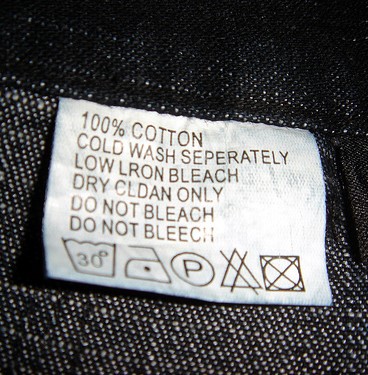 100% COTTON
COLD WASH SEPERATELY
LOW LRON BLEACH
DRY CLDAN ONLY
DO NOT BLEACH
DO NOT BLEECH
30° P